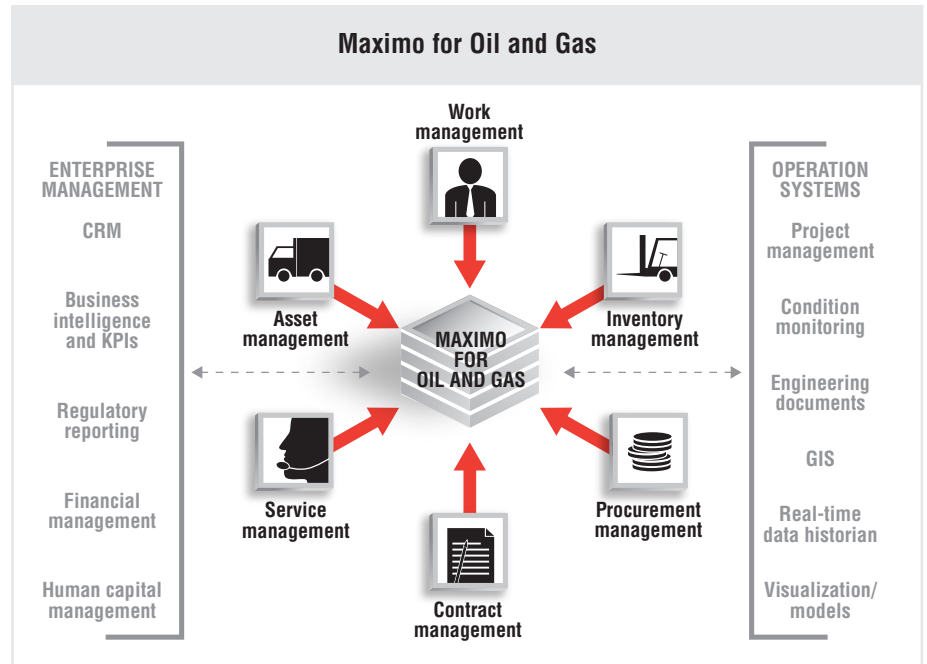 Maximo for Oil and Gas
ENTERPRISE
MANAGEMENT
CRM
Business
intelligence
and KPIs
Regulatory
reporting
Financial
management
Human capital
management
Work
management
Asset
management
Inventory
management
MAXIMO
FOR
OIL AND GAS
Service
management
Procurement
management
Contract
management
OPERATION
SYSTEMS
Project
management
Condition
monitoring
Engineering
documents
GIS
Real-time
data historian
Visualization/
models